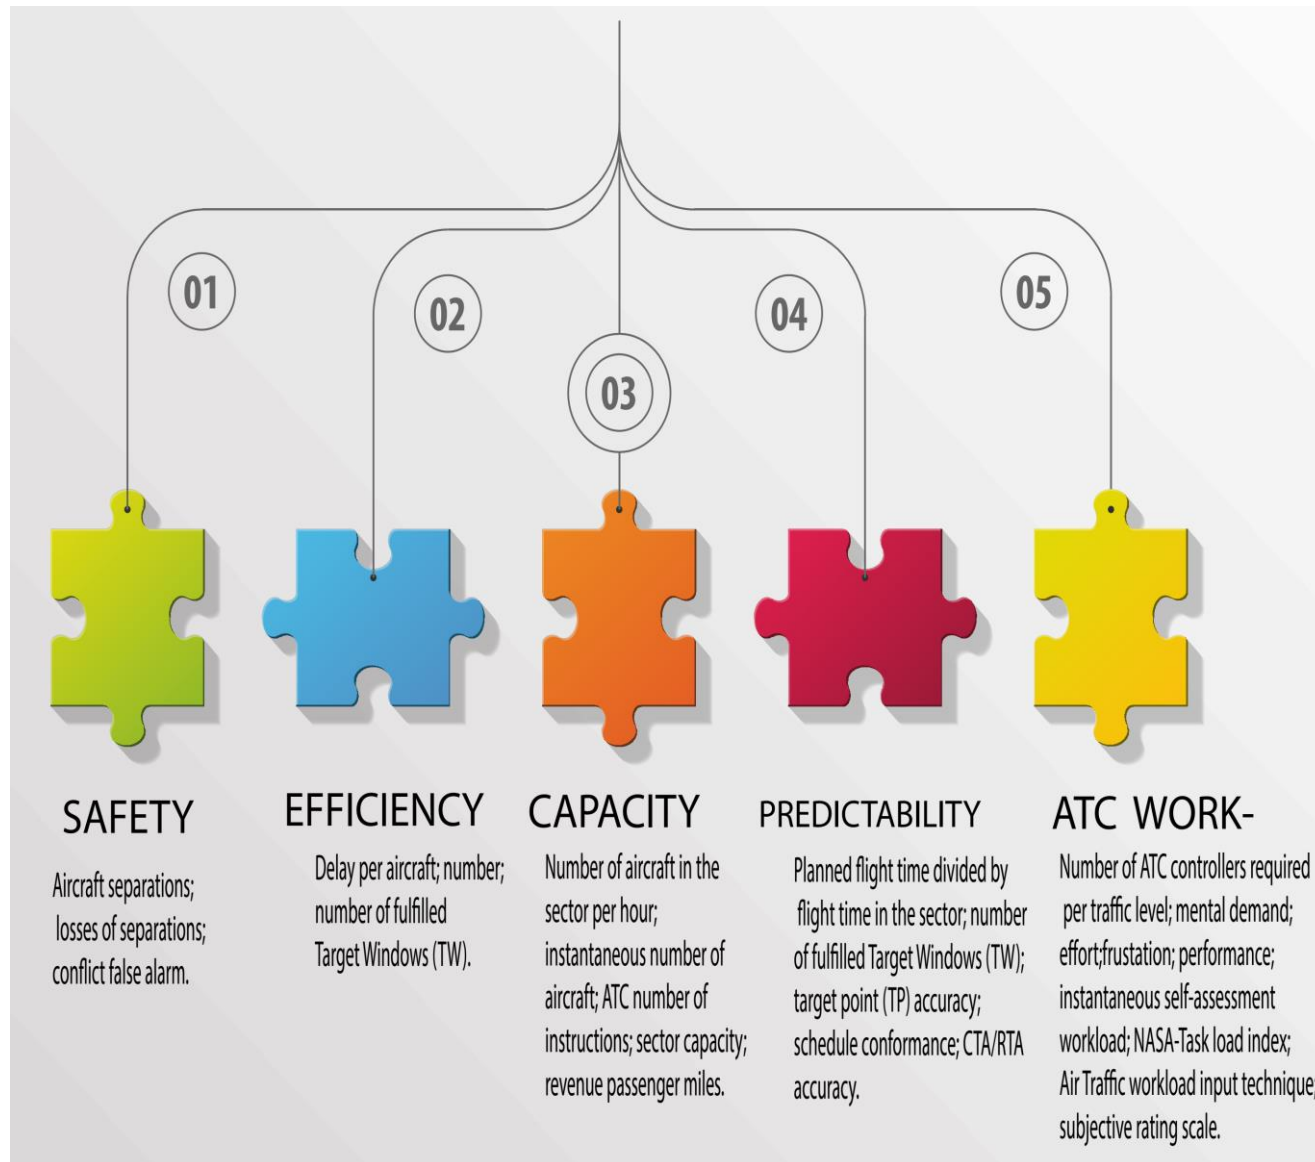 01
02
03
04
05
SAFETY
Aircraft separations;
losses of separations;
conflict false alarm.
EFFICIENCY
Delay per aircraft; number;
number of fulfilled
Target Windows (TW).
CAPACITY
Number of aircraft in the
sector per hour;
instantaneous number of
aircraft; ATC number of
instructions; sector capacity;
revenue passenger miles.
PREDICTABILITY
Planned flight time divided by
flight time in the sector; number
of fulfilled Target Windows (TW);
target point (TP) accuracy;
schedule conformance; CTA/RTA
accuracy.
ATC WORK-
Number of ATC controllers required
per traffic level; mental demand;
effort;frustation; performance;
instantaneous self-assessment
workload; NASA-Task load index;
Air Traffic workload input technique;
subjective rating scale.